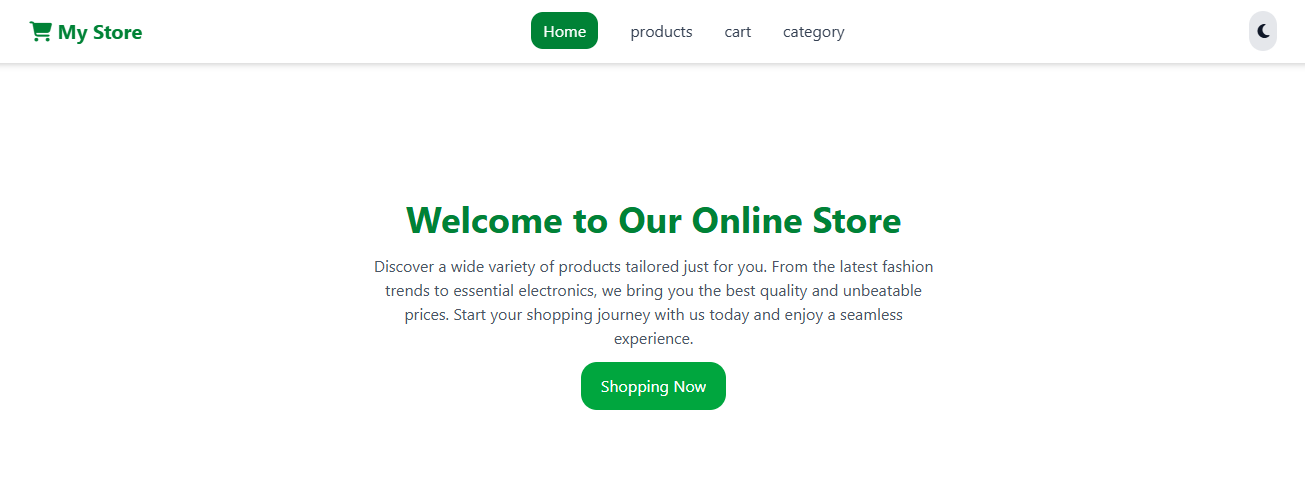 My Store
Home
products
cart
category
Welcome to Our Online Store
Discover a wide variety of products tailored just for you. From the latest fashion
trends to essential electronics, we bring you the best quality and unbeatable
prices. Start your shopping journey with us today and enjoy a seamless
experience.
Shopping Now